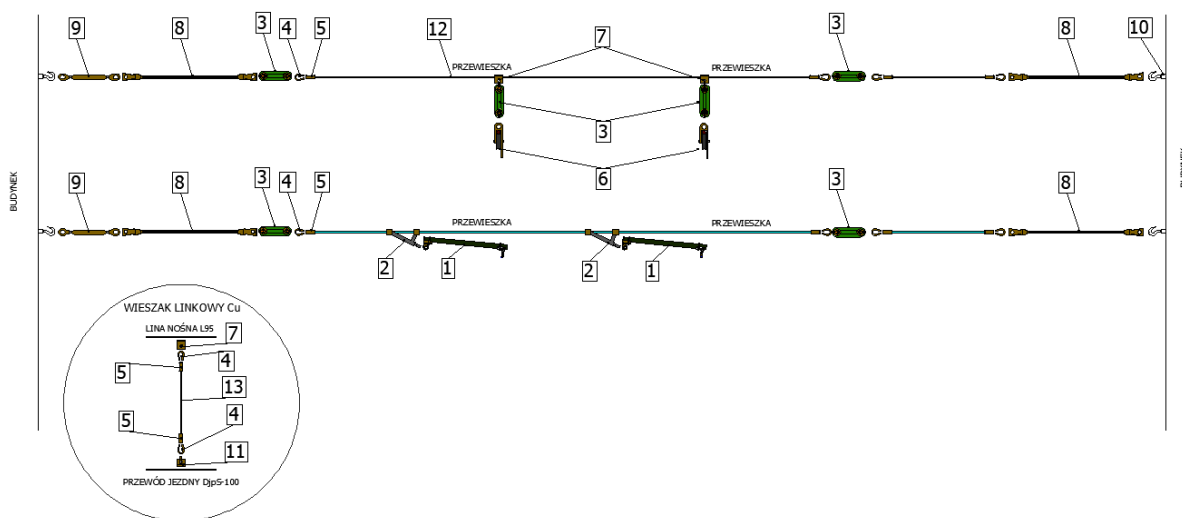 9 8 3 4 5 12 7 3 8 10
PRZEWIESZKA PRZEWIESZKA
3
6
BUDYNEK
BUDYNEK
9 8 3 4 5 3 8
PRZEWIESZKA PRZEWIESZKA
2 1 2 1
WIESZAK LINKOWY Cu
LINA NOŚNA L95
7
4
5
13
4
5
11
PRZEWÓD JEZDNY DjpS-100